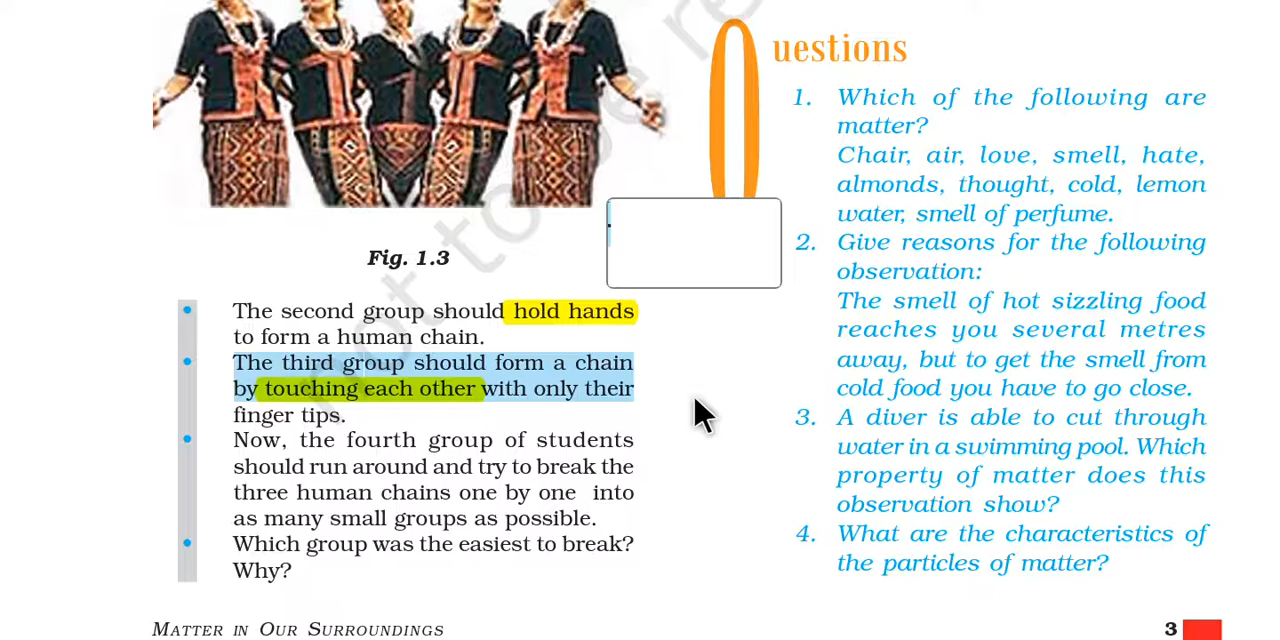 Fig. 1.3
The second group should hold hands
to form a human chain.
The third group should form a chain
by touching each other with only their
finger tips.
Now, the fourth group of students
should run around and try to break the
three human chains one by one into
as many small groups as possible.
Which group was the easiest to break?
Why?
Questions
1. Which of the following are
matter?
Chair, air, love, smell, hate,
almonds, thought, cold, lemon
water, smell of perfume.
2. Give reasons for the following
observation:
The smell of hot sizzling food
reaches you several metres
away, but to get the smell from
cold food you have to go close.
3. A diver is able to cut through
water in a swimming pool. Which
property of matter does this
observation show?
4. What are the characteristics of
the particles of matter?
MATTER IN OUR SURROUNDINGS
3
not to be re